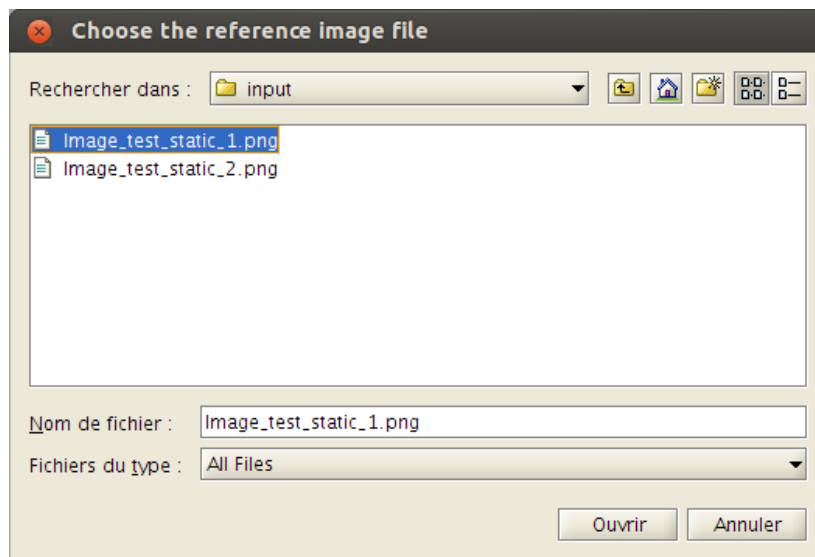 Choose the reference image file
Rechercher dans : input
Image_test_static_1.png
Image_test_static_2.png
Nom de fichier : Image_test_static_1.png
Fichiers du type : All Files
Ouvrir Annuler